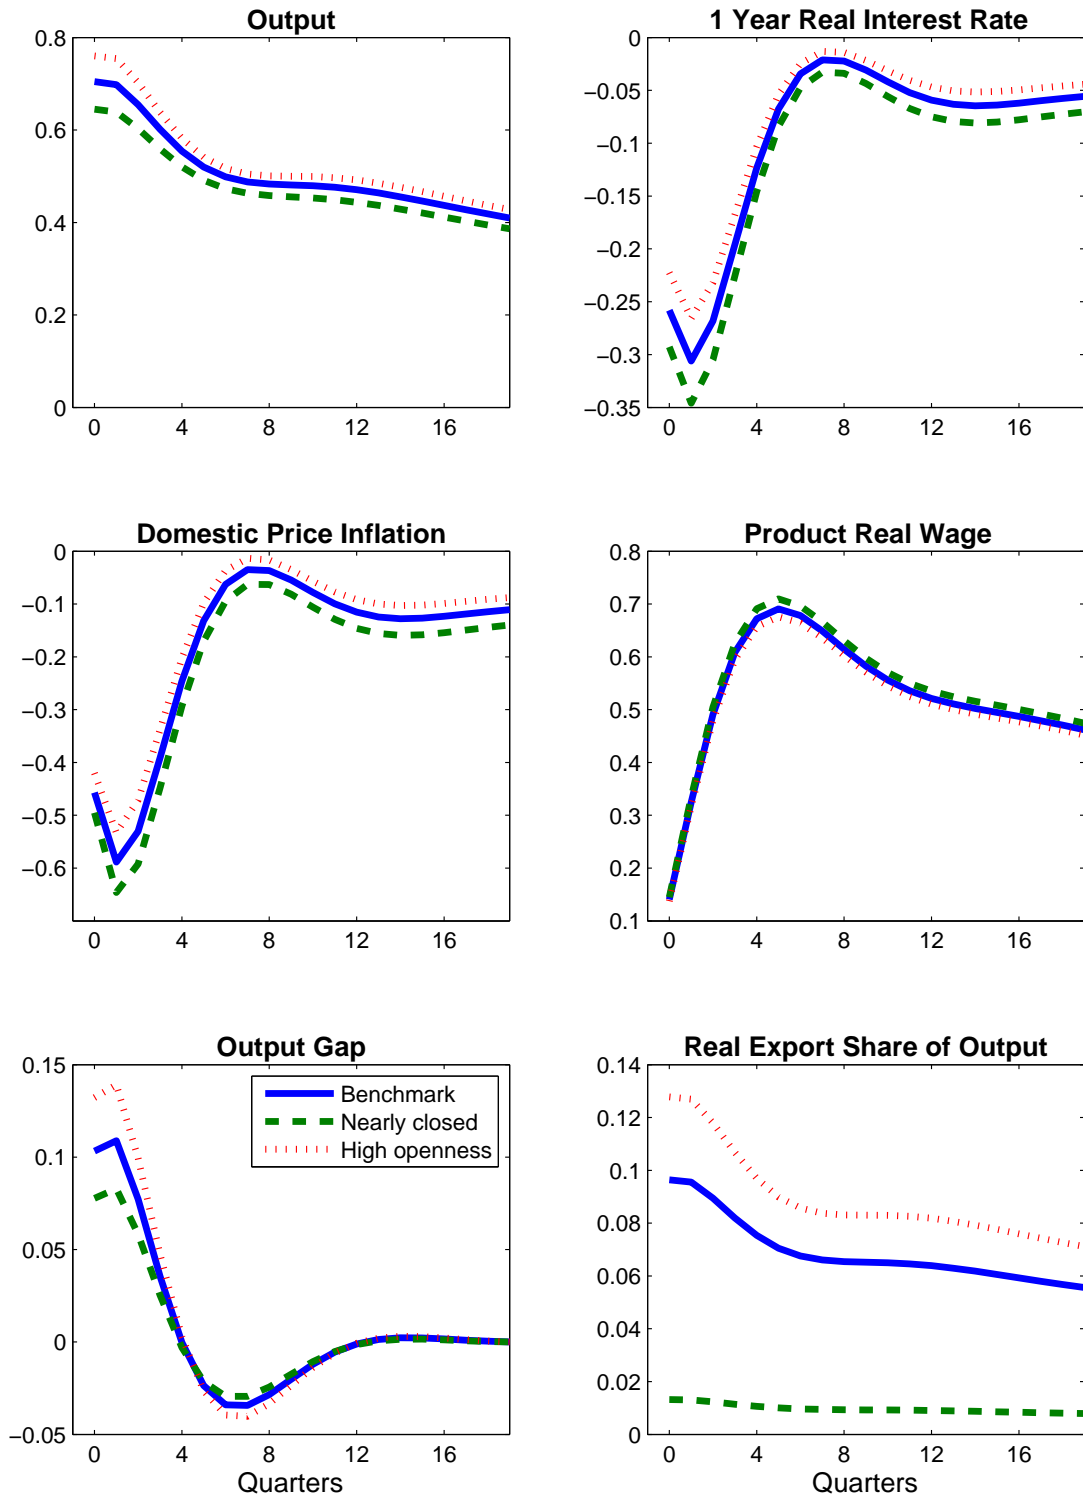 Output
0.8
0.6
0.4
0.2
0
0 4 8 12 16
1 Year Real Interest Rate
0
−0.05
−0.1
−0.15
−0.2
−0.25
−0.3
−0.35
0 4 8 12 16
Domestic Price Inflation
0
−0.1
−0.2
−0.3
−0.4
−0.5
−0.6
0 4 8 12 16
Product Real Wage
0.8
0.7
0.6
0.5
0.4
0.3
0.2
0.1
0 4 8 12 16
Output Gap
0.15
0.1
0.05
0
−0.05
Benchmark
Nearly closed
High openness
0 4 8 12 16
Quarters
Real Export Share of Output
0.14
0.12
0.1
0.08
0.06
0.04
0.02
0
0 4 8 12 16
Quarters